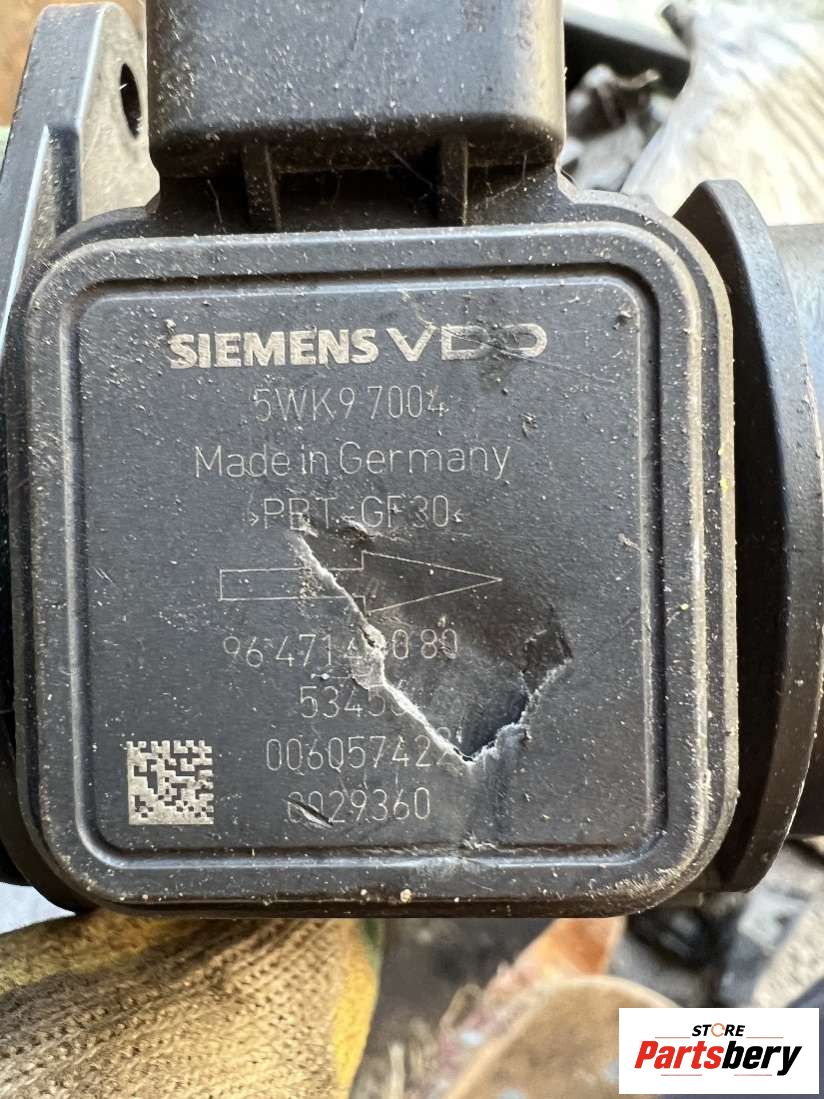 SIEMENS VDO
5WK9 7004
Made in Germany
>PBT-GF30<
0029360
STORE
Partsbery